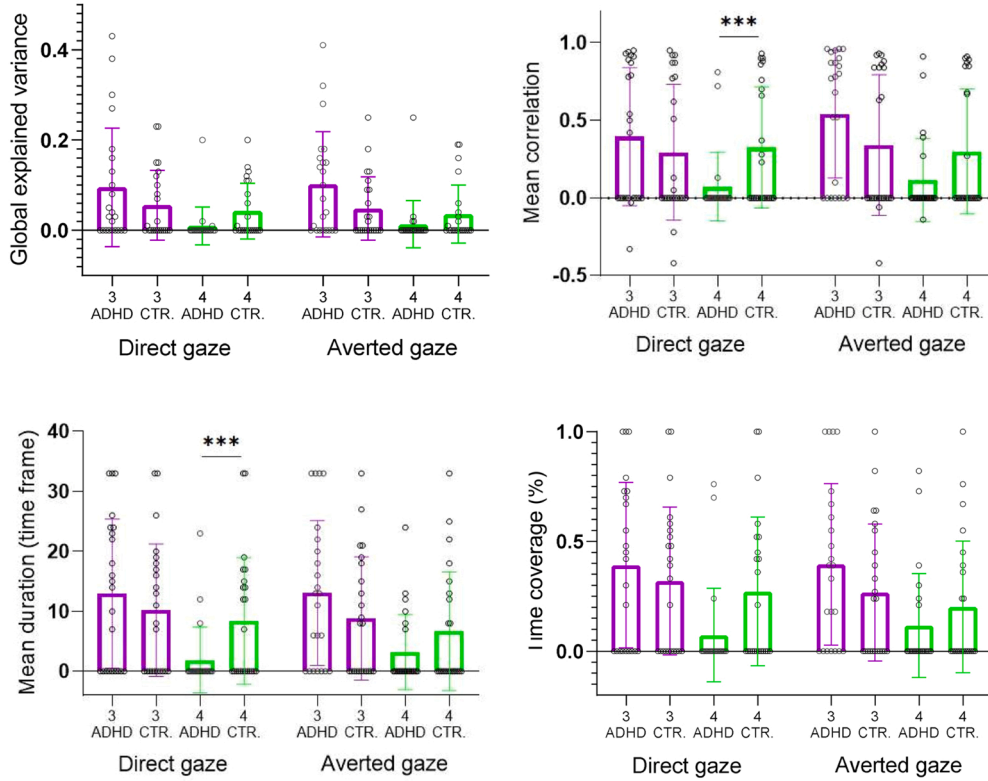 Global explained variance
0.4
0.2
0.0
3 3 4 4 3 3 4 4
ADHD CTR. ADHD CTR. ADHD CTR. ADHD CTR.
Direct gaze Averted gaze
Mean correlation
1.0
0.5
0.0
-0.5
***
3 3 4 4 3 3 4 4
ADHD CTR. ADHD CTR. ADHD CTR. ADHD CTR.
Direct gaze Averted gaze
Mean duration (time frame)
40
30
20
10
0
***
3 3 4 4 3 3 4 4
ADHD CTR. ADHD CTR. ADHD CTR. ADHD CTR.
Direct gaze Averted gaze
Time coverage (%)
1.0
0.5
0.0
3 3 4 4 3 3 4 4
ADHD CTR. ADHD CTR. ADHD CTR. ADHD CTR.
Direct gaze Averted gaze